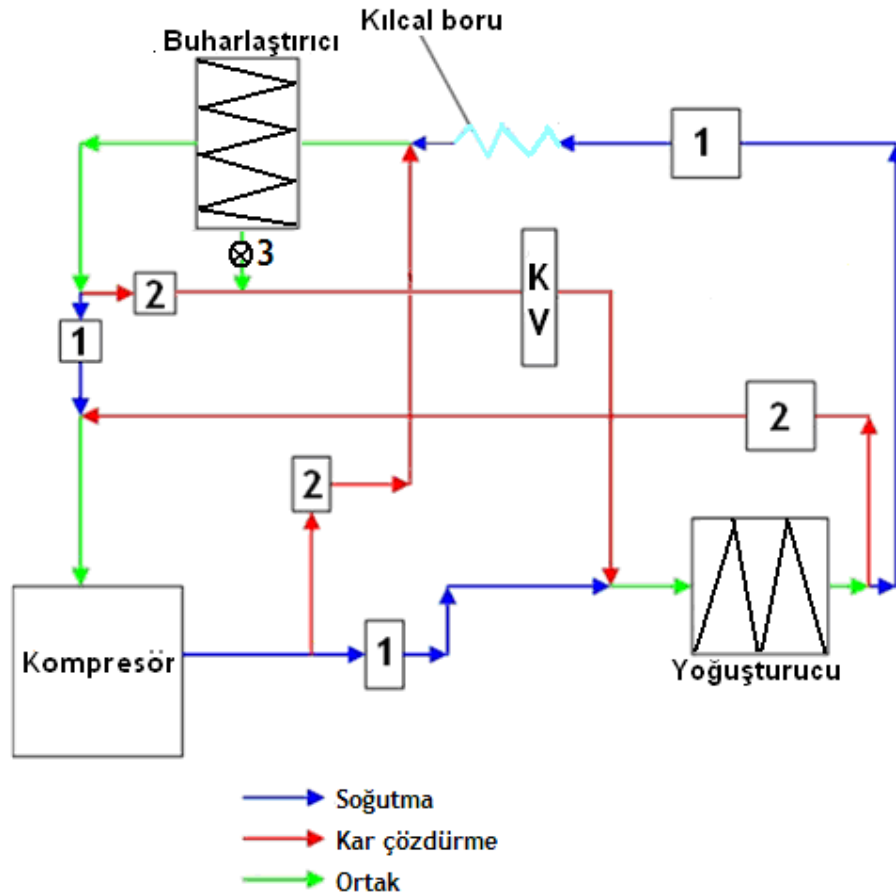 Kılcal boru
Buharlaştırıcı
1
3
2
K
V
1
2
2
1
Kompresör
Yoğuşturucu
Soğutma
Kar çözdürme
Ortak